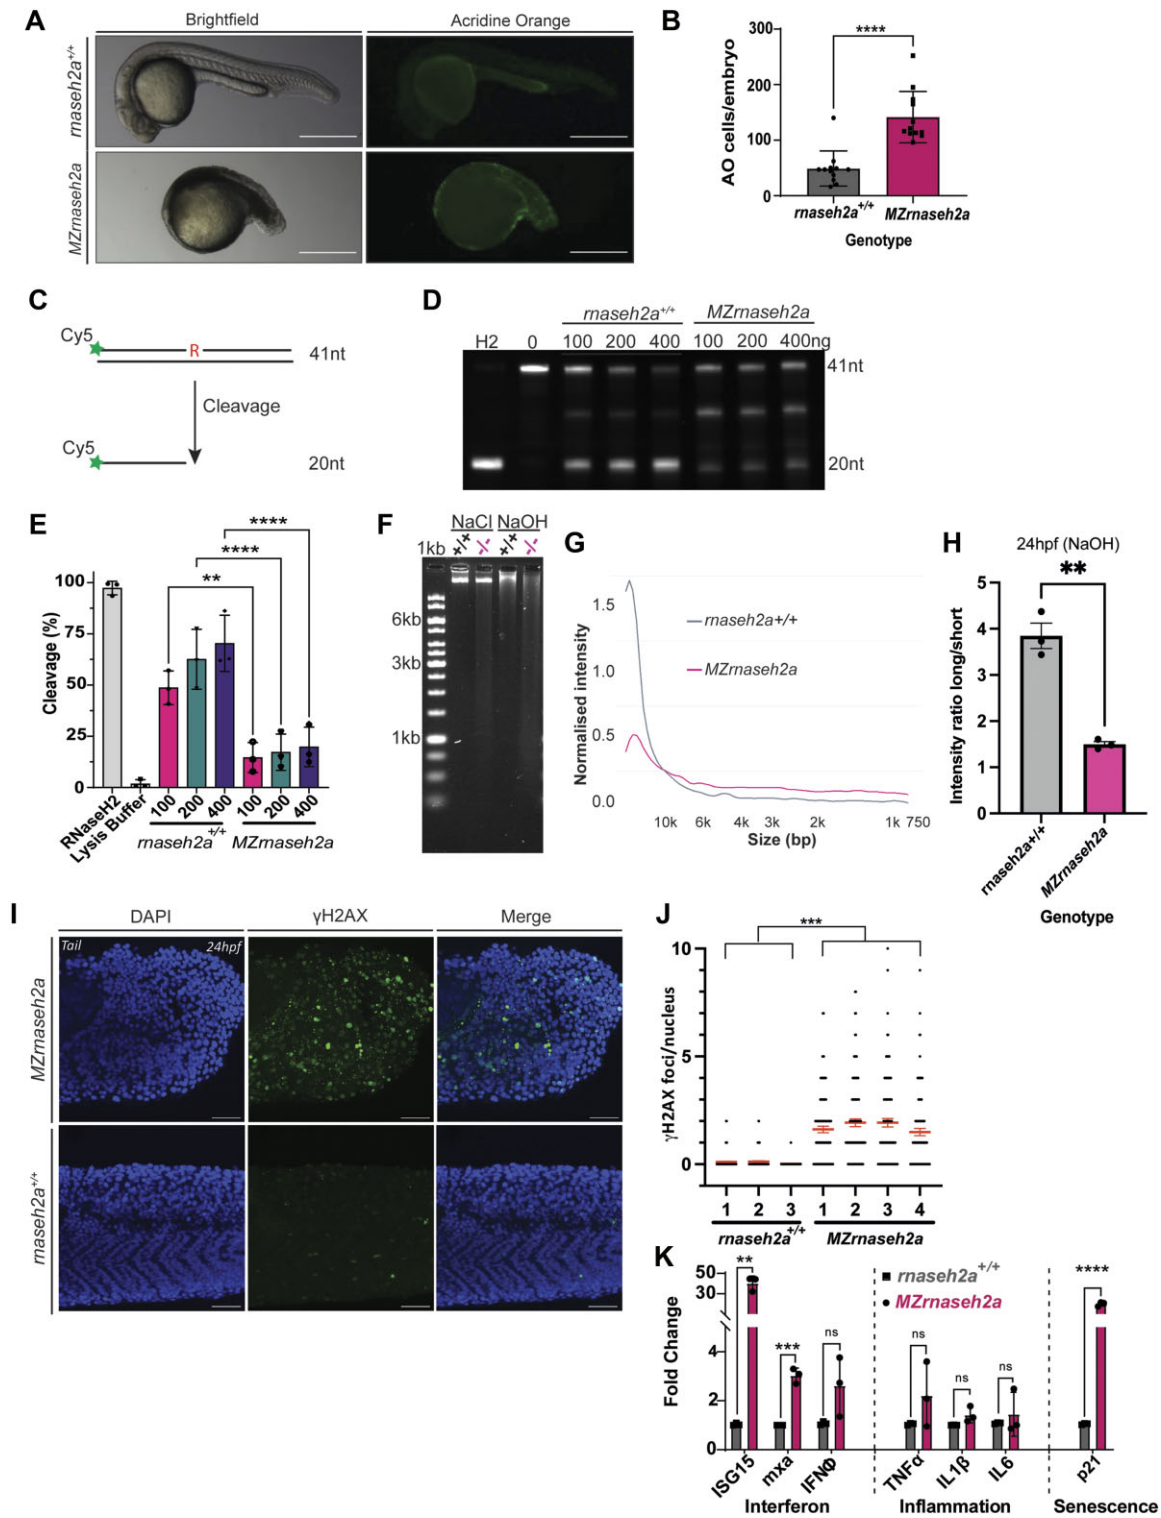 A
Brightfield
Acridine Orange
rnaseh2a+/+
MZrnaseh2a
B
****
300
200
100
0
AO cells/embryo
rnaseh2a+/+
MZrnaseh2a
Genotype
C
Cy5
R
41nt
Cleavage
Cy5
20nt
D
rnaseh2a+/+
MZrnaseh2a
H2 0 100 200 400 100 200 400ng
41nt
20nt
E
****
****
**
100
75
50
25
0
Cleavage (%)
RNaseH2
Lysis Buffer
100 200 400 100 200 400
rnaseh2a+/+
MZrnaseh2a
F
NaCl NaOH
1kb +/+ -/- +/+ -/-
6kb
3kb
1kb
G
1.5
1.0
0.5
0.0
Normalised intensity
rnaseh2a+/+
MZrnaseh2a
10k 6k 4k 3k 2k 1k 750
Size (bp)
H
24hpf (NaOH)
**
5
4
3
2
1
0
Intensity ratio long/short
rnaseh2a+/+
MZrnaseh2a
Genotype
I
DAPI
γH2AX
Merge
Tail
24hpf
MZrnaseh2a
rnaseh2a+/+
J
***
10
5
0
γH2AX foci/nucleus
1 2 3 1 2 3 4
rnaseh2a+/+
MZrnaseh2a
K
50
30
4
2
0
Fold Change
** *** ns ns ns ns ****
rnaseh2a+/+
MZrnaseh2a
ISG15 mxa IFNΦ TNFα IL1β IL6 p21
Interferon
Inflammation
Senescence